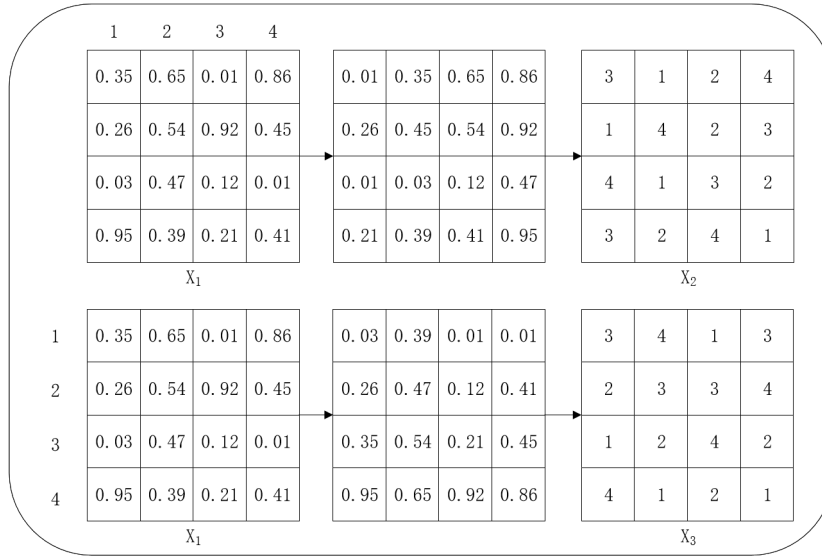 1 2 3 4
0.35 0.65 0.01 0.86 0.01 0.35 0.65 0.86 3 1 2 4
0.26 0.54 0.92 0.45 0.26 0.45 0.54 0.92 1 4 2 3
0.03 0.47 0.12 0.01 0.01 0.03 0.12 0.47 4 1 3 2
0.95 0.39 0.21 0.41 0.21 0.39 0.41 0.95 3 2 4 1
X₁ X₂
1 0.35 0.65 0.01 0.86 0.03 0.39 0.01 0.01 3 4 1 3
2 0.26 0.54 0.92 0.45 0.26 0.47 0.12 0.41 2 3 3 4
3 0.03 0.47 0.12 0.01 0.35 0.54 0.21 0.45 1 2 4 2
4 0.95 0.39 0.21 0.41 0.95 0.65 0.92 0.86 4 1 2 1
X₁ X₃